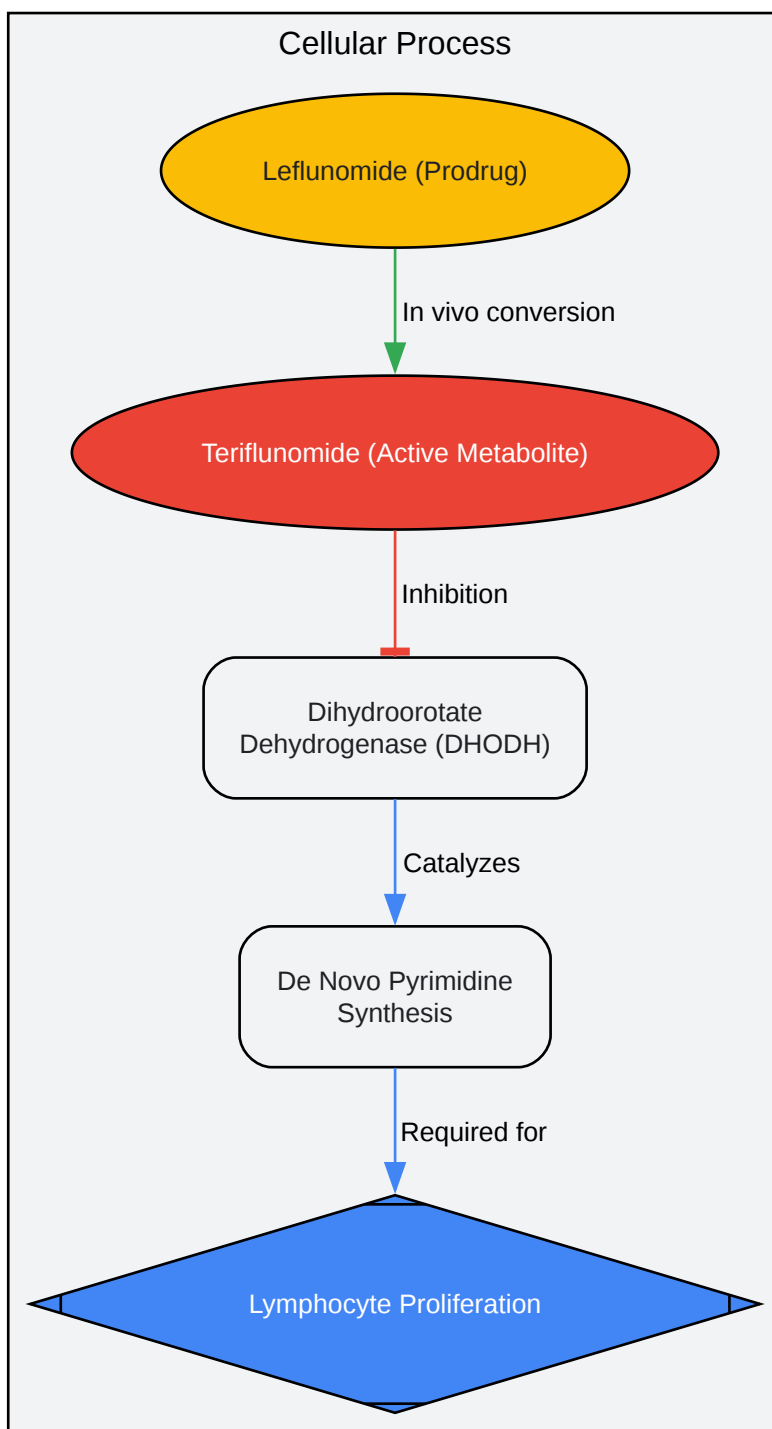 Cellular Process
Leflunomide (Prodrug)
In vivo conversion
Teriflunomide (Active Metabolite)
Inhibition
Dihydroorotate
Dehydrogenase (DHODH)
Catalyzes
De Novo Pyrimidine
Synthesis
Required for
Lymphocyte Proliferation